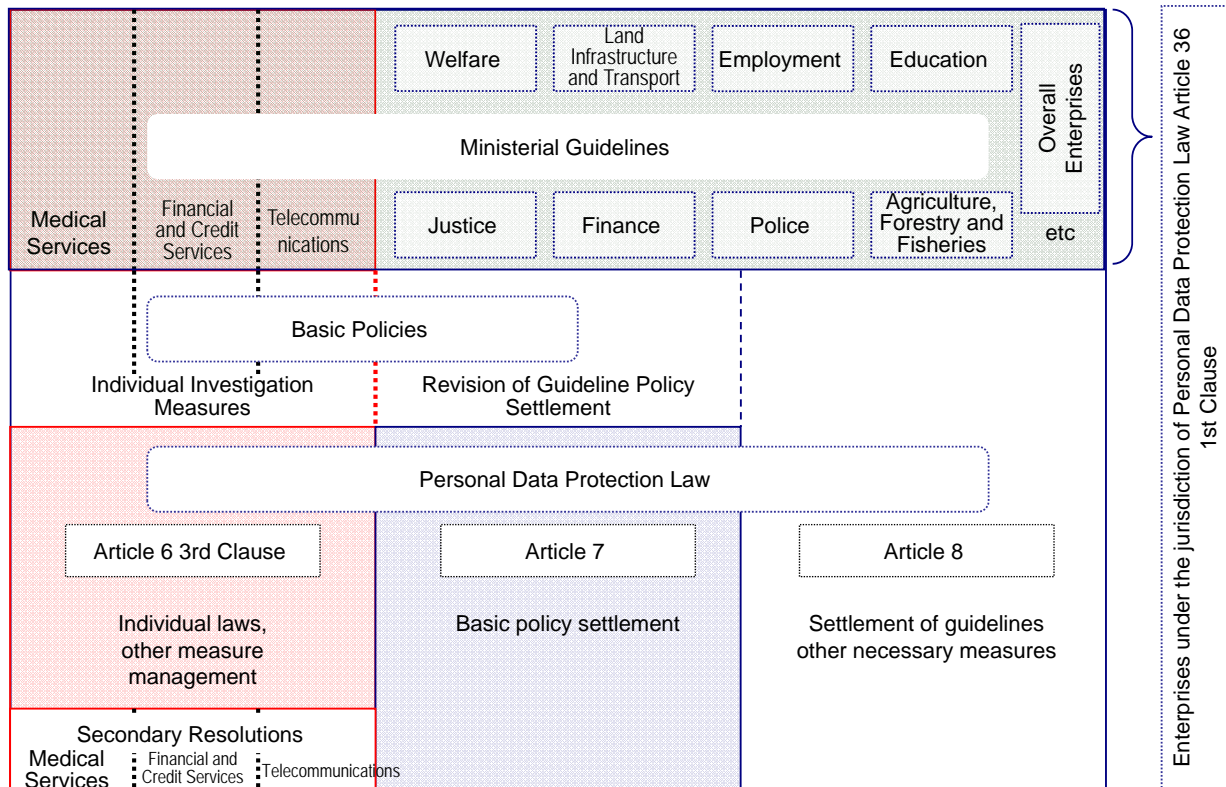 Welfare
Land
Infrastructure
and Transport
Employment
Education
Overall
Enterprises
Ministerial Guidelines
Medical
Services
Financial
and Credit
Services
Telecommu
nications
Justice
Finance
Police
Agriculture,
Forestry and
Fisheries
etc
Basic Policies
Individual Investigation
Measures
Revision of Guideline Policy
Settlement
Personal Data Protection Law
Article 6 3rd Clause
Article 7
Article 8
Individual laws,
other measure
management
Basic policy settlement
Settlement of guidelines
other necessary measures
Secondary Resolutions
Medical
Services
Financial and
Credit Services
Telecommunications
Enterprises under the jurisdiction of Personal Data Protection Law Article 36
1st Clause